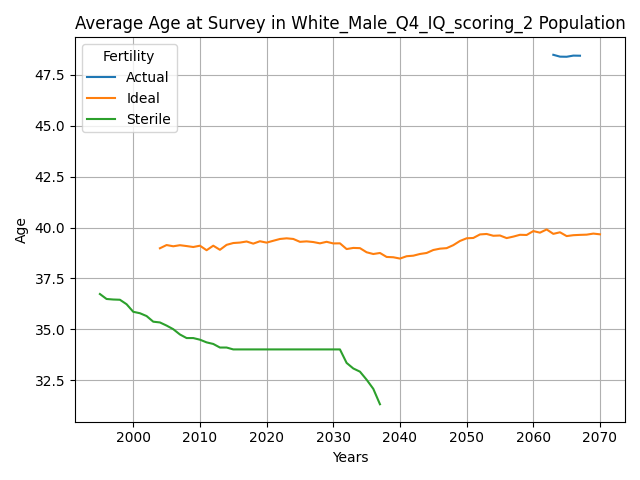 Average Age at Survey in White_Male_Q4_IQ_scoring_2 Population
Fertility
Actual
Ideal
Sterile
Age
47.5
45.0
42.5
40.0
37.5
35.0
32.5
2000
2010
2020
2030
2040
2050
2060
2070
Years